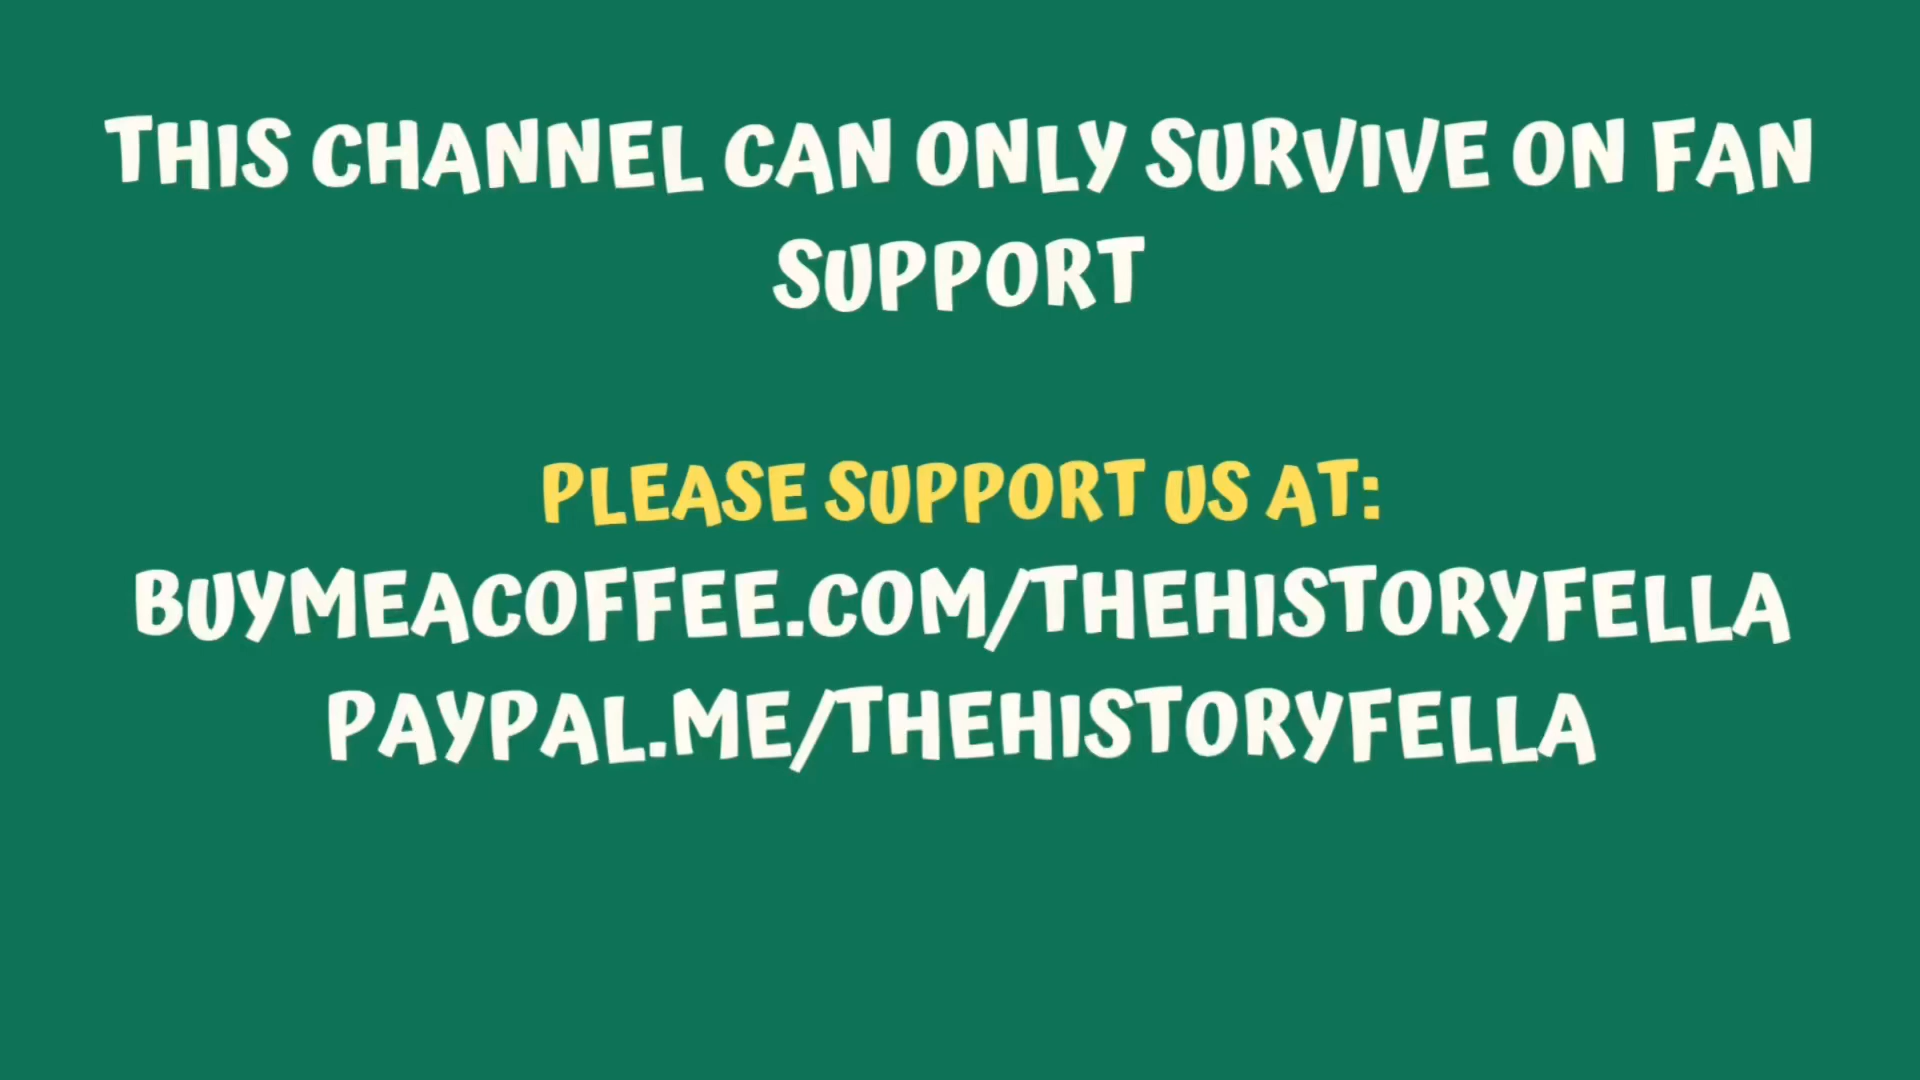 THIS CHANNEL CAN ONLY SURVIVE ON FAN
SUPPORT
PLEASE SUPPORT US AT:
BUYMEACOFFEE.COM/THEHISTORYFELLA
PAYPAL.ME/THEHISTORYFELLA